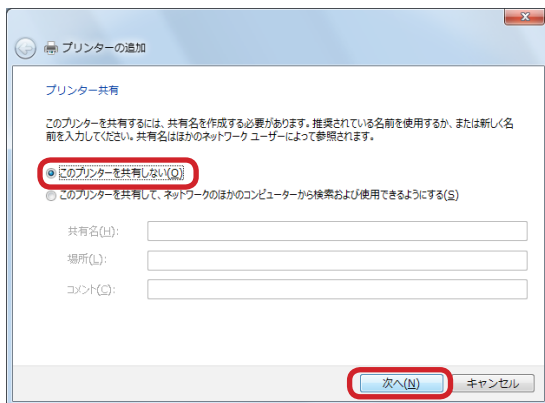 プリンターの追加
プリンター共有
このプリンターを共有するには、共有名を作成する必要があります。推奨されている名前を使用するか、または新しく名
前を入力してください。共有名はほかのネットワーク ユーザーによって参照されます。
このプリンターを共有しない(O)
このプリンターを共有して、ネットワークのほかのコンピューターから検索および使用できるようにする(S)
共有名(H):
場所(L):
コメント(C):
次へ(N) キャンセル